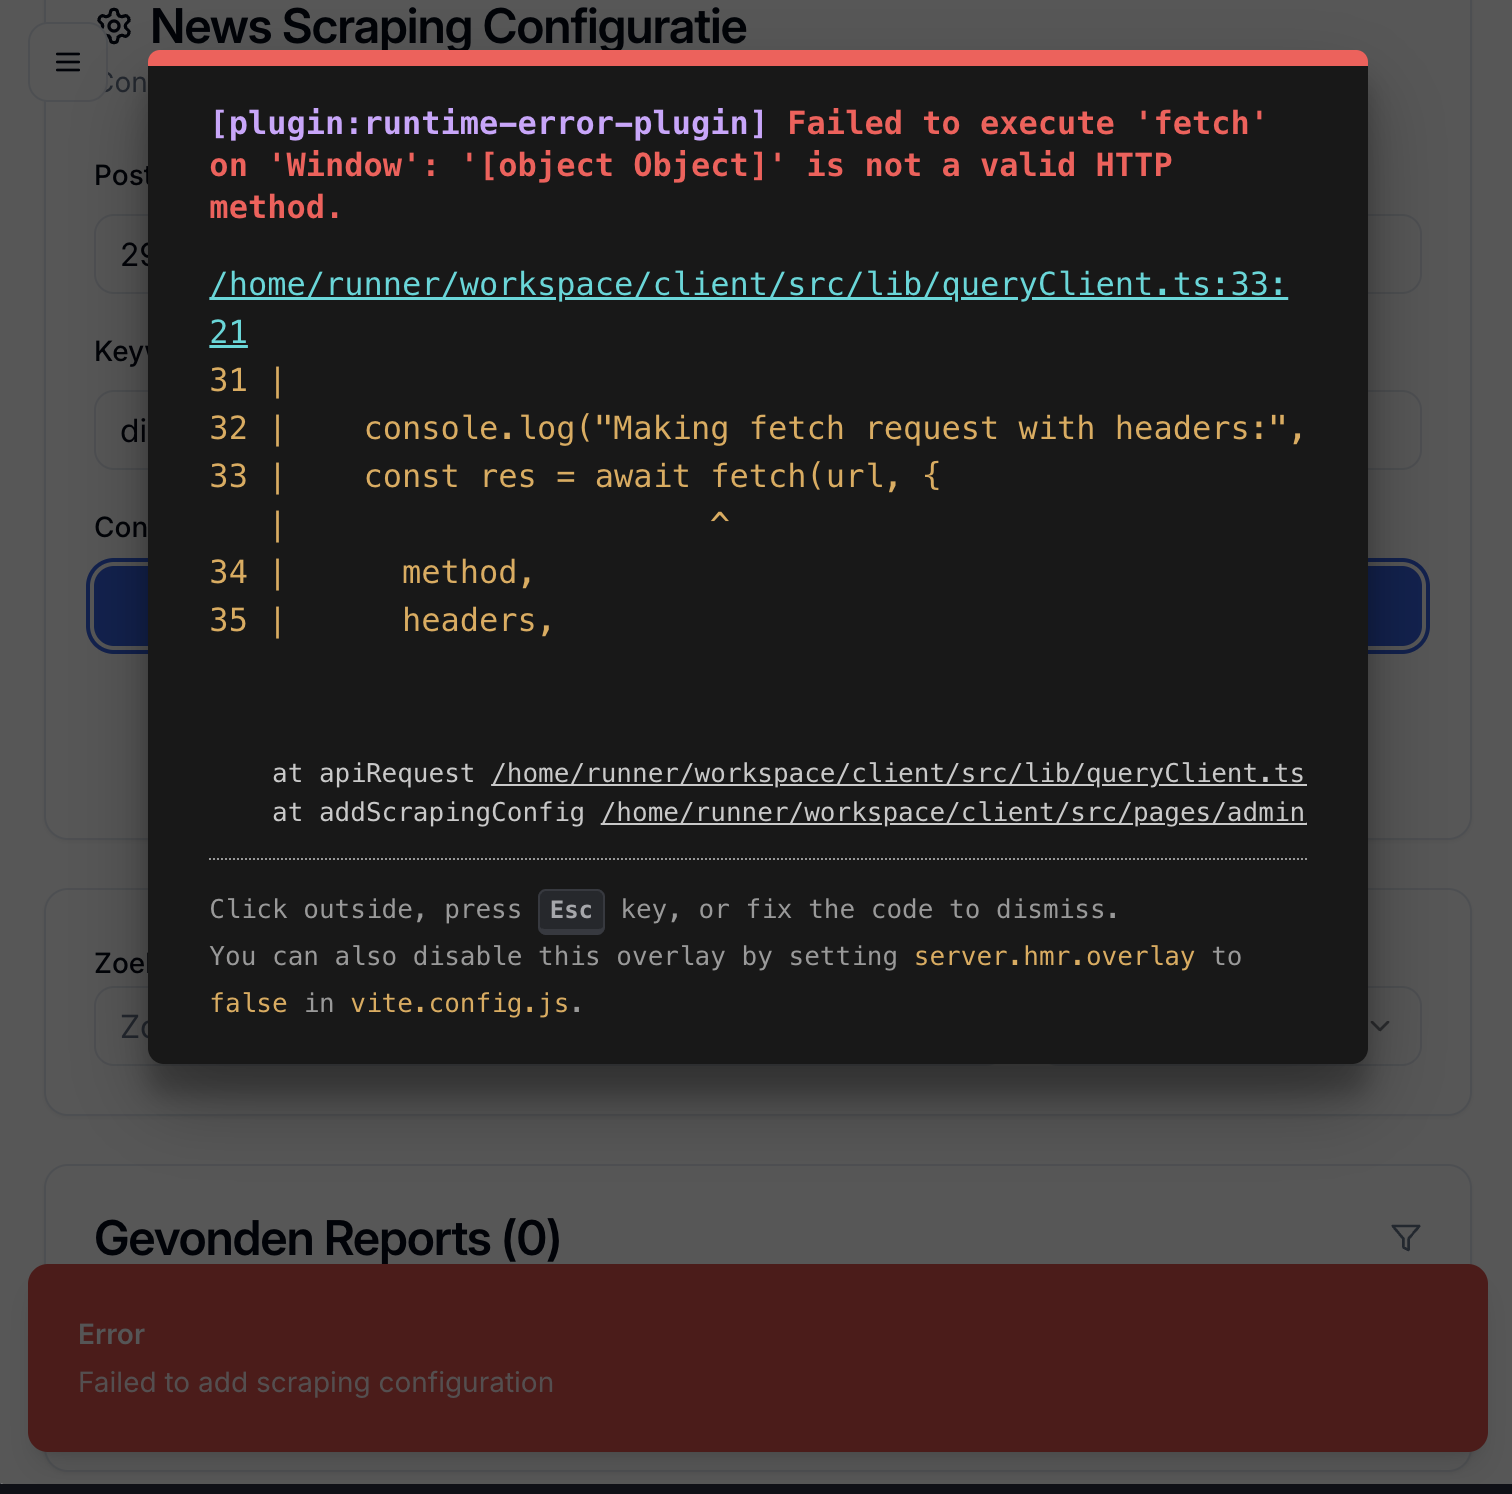 News Scraping Configuratie
Con
[plugin:runtime-error-plugin] Failed to execute 'fetch'
on 'Window': '[object Object]' is not a valid HTTP
method.
Post
/home/runner/workspace/client/src/lib/queryClient.ts:33:
21
29
Keyw
31 |
32 |    console.log("Making fetch request with headers:",
di
33 |    const res = await fetch(url, {
   |                      ^
Con
34 |      method,
35 |      headers,
at apiRequest /home/runner/workspace/client/src/lib/queryClient.ts
at addScrapingConfig /home/runner/workspace/client/src/pages/admin
Click outside, press Esc key, or fix the code to dismiss.
You can also disable this overlay by setting server.hmr.overlay to
false in vite.config.js.
Zoek
Zo
Gevonden Reports (0)
Error
Failed to add scraping configuration